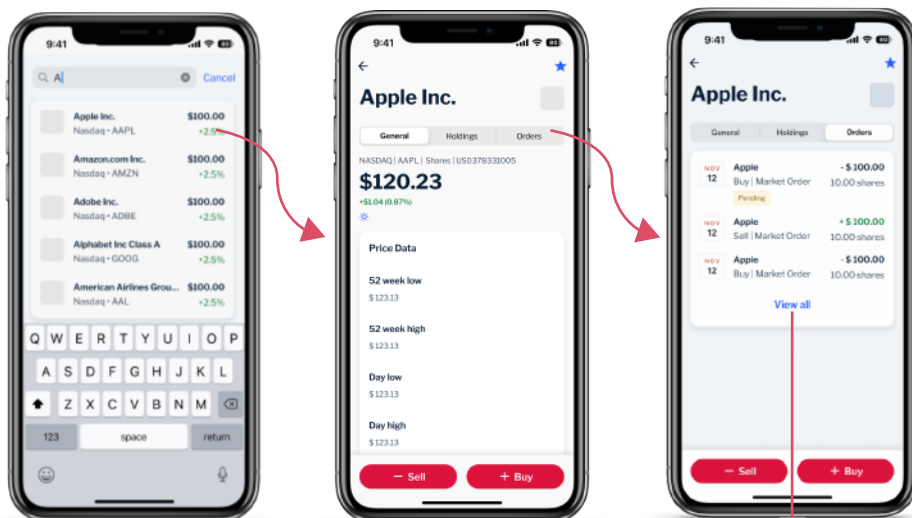 9:41
A
Cancel
Apple Inc. $100.00
Nasdaq • AAPL +2.5%
Amazon.com Inc. $100.00
Nasdaq • AMZN +2.5%
Adobe Inc. $100.00
Nasdaq • ADBE +2.5%
Alphabet Inc Class A $100.00
Nasdaq • GOOG +2.5%
American Airlines Grou... $100.00
Nasdaq • AAL +2.5%
Q W E R T Y U I O P
A S D F G H J K L
Z X C V B N M
123 space return
9:41 80
Apple Inc.
General Holdings Orders
NASDAQ | AAPL | Shares | US0378331005
$120.23
+$1.04 (0.87%)
Price Data
52 week low
$123.13
52 week high
$123.13
Day low
$123.13
Day high
$123.13
− Sell + Buy
9:41 80
Apple Inc.
General Holdings Orders
NOV Apple - $100.00
12 Buy | Market Order 10.00 shares
Pending
NOV Apple + $100.00
12 Sell | Market Order 10.00 shares
NOV Apple - $100.00
12 Buy | Market Order 10.00 shares
View all
− Sell + Buy